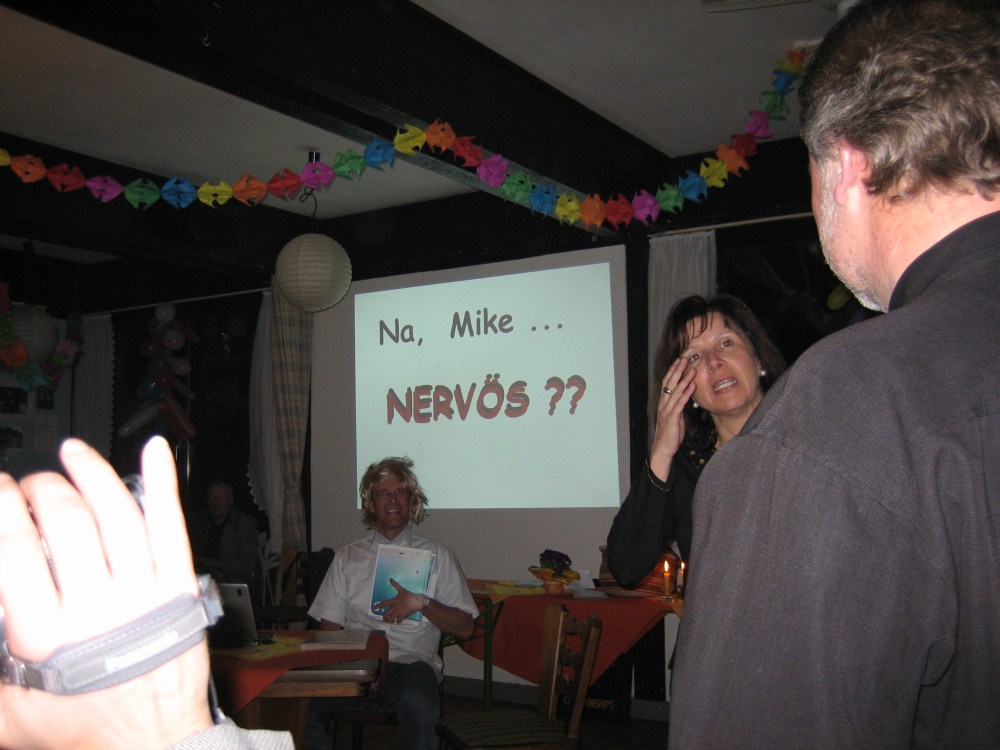 Na, Mike ...
NERVÖS ??